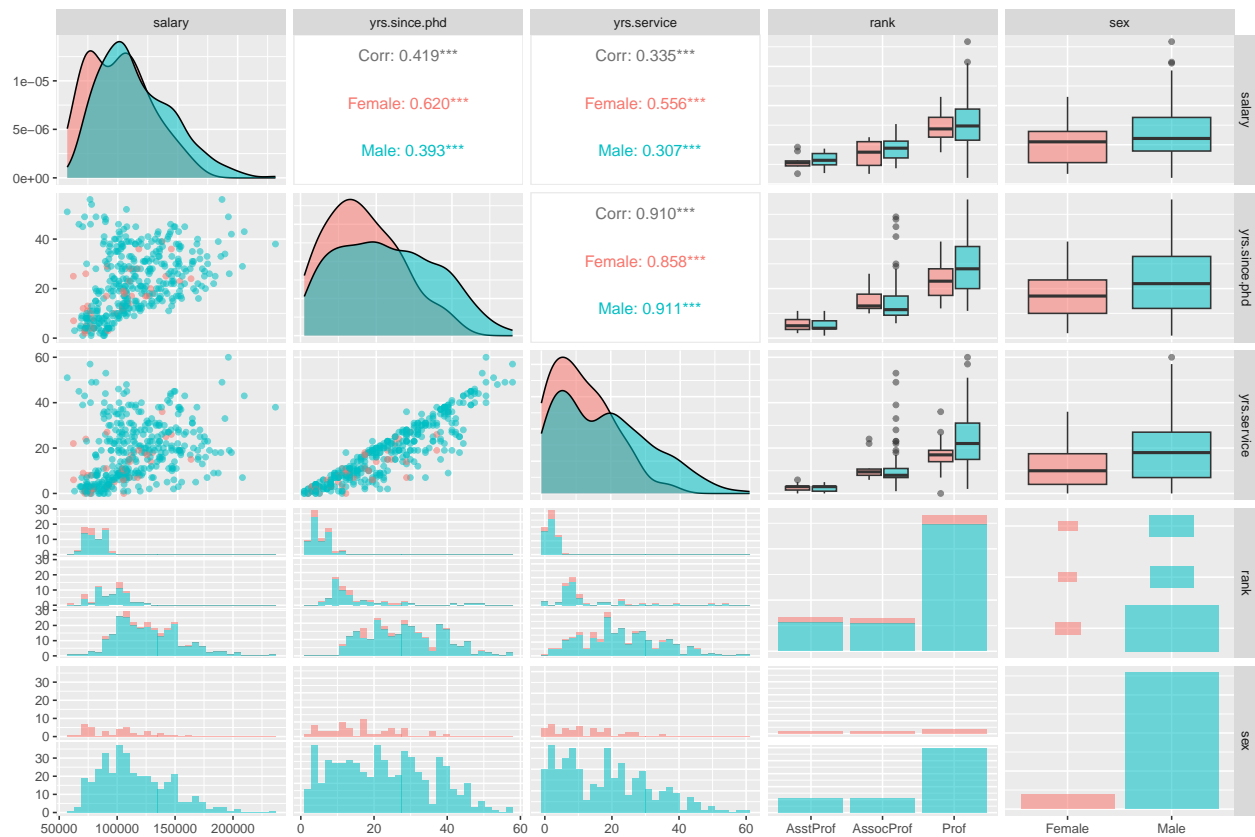 salary yrs.since.phd yrs.service rank sex
1e−05
5e−06
0e+00
Corr: 0.419***
Female: 0.620***
Male: 0.393***
Corr: 0.335***
Female: 0.556***
Male: 0.307***
salary
40
20
0
Corr: 0.910***
Female: 0.858***
Male: 0.911***
yrs.since.phd
60
40
20
0
yrs.service
30
20
10
0
30
20
10
0
30
20
10
0
rank
30
20
10
0
30
20
10
0
sex
50000 100000 150000 200000
0 20 40 60
0 20 40 60
AsstProf AssocProf Prof
Female Male